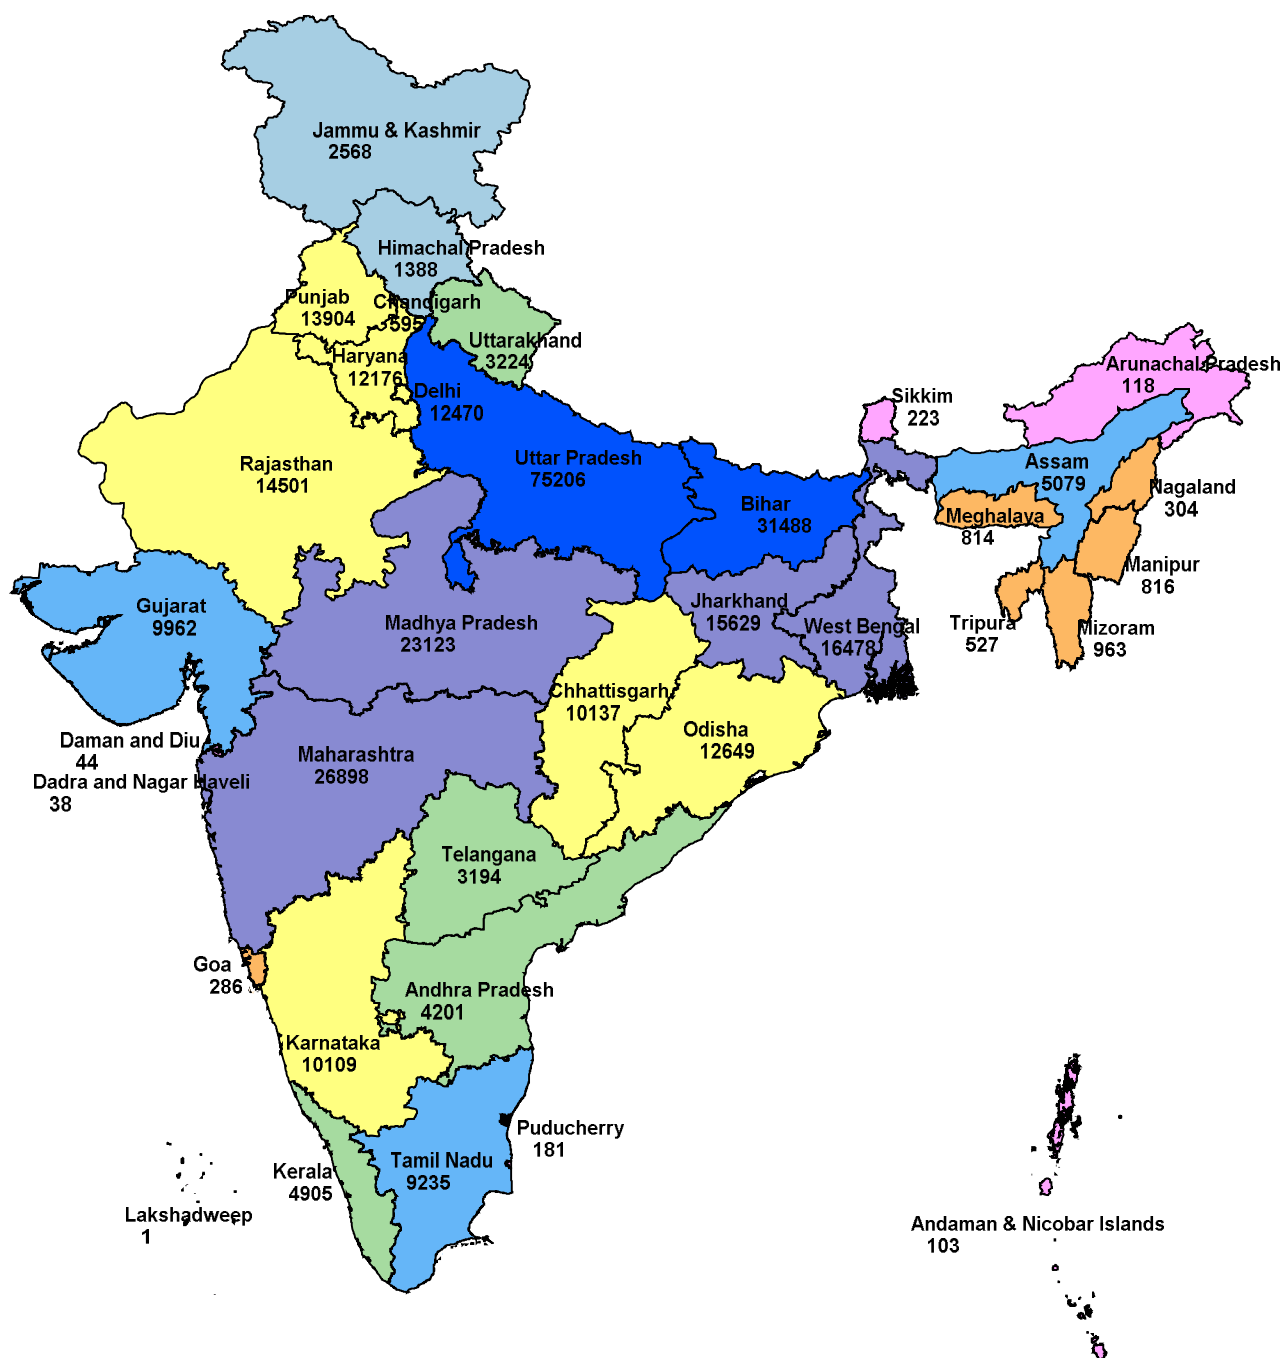 Jammu & Kashmir
2568
Himachal Pradesh
1388
Punjab
13904
Chandigarh
3595
Uttarakhand
3224
Haryana
12176
Delhi
12470
Arunachal Pradesh
118
Sikkim
223
Rajasthan
14501
Uttar Pradesh
75206
Bihar
31488
Assam
5079
Nagaland
304
Meghalaya
814
Manipur
816
Gujarat
9962
Madhya Pradesh
23123
Jharkhand
15629
West Bengal
16478
Tripura
527
Mizoram
963
Chhattisgarh
10137
Odisha
12649
Daman and Diu
44
Dadra and Nagar Haveli
38
Maharashtra
26898
Telangana
3194
Goa
286
Andhra Pradesh
4201
Karnataka
10109
Puducherry
181
Kerala
4905
Tamil Nadu
9235
Lakshadweep
1
Andaman & Nicobar Islands
103